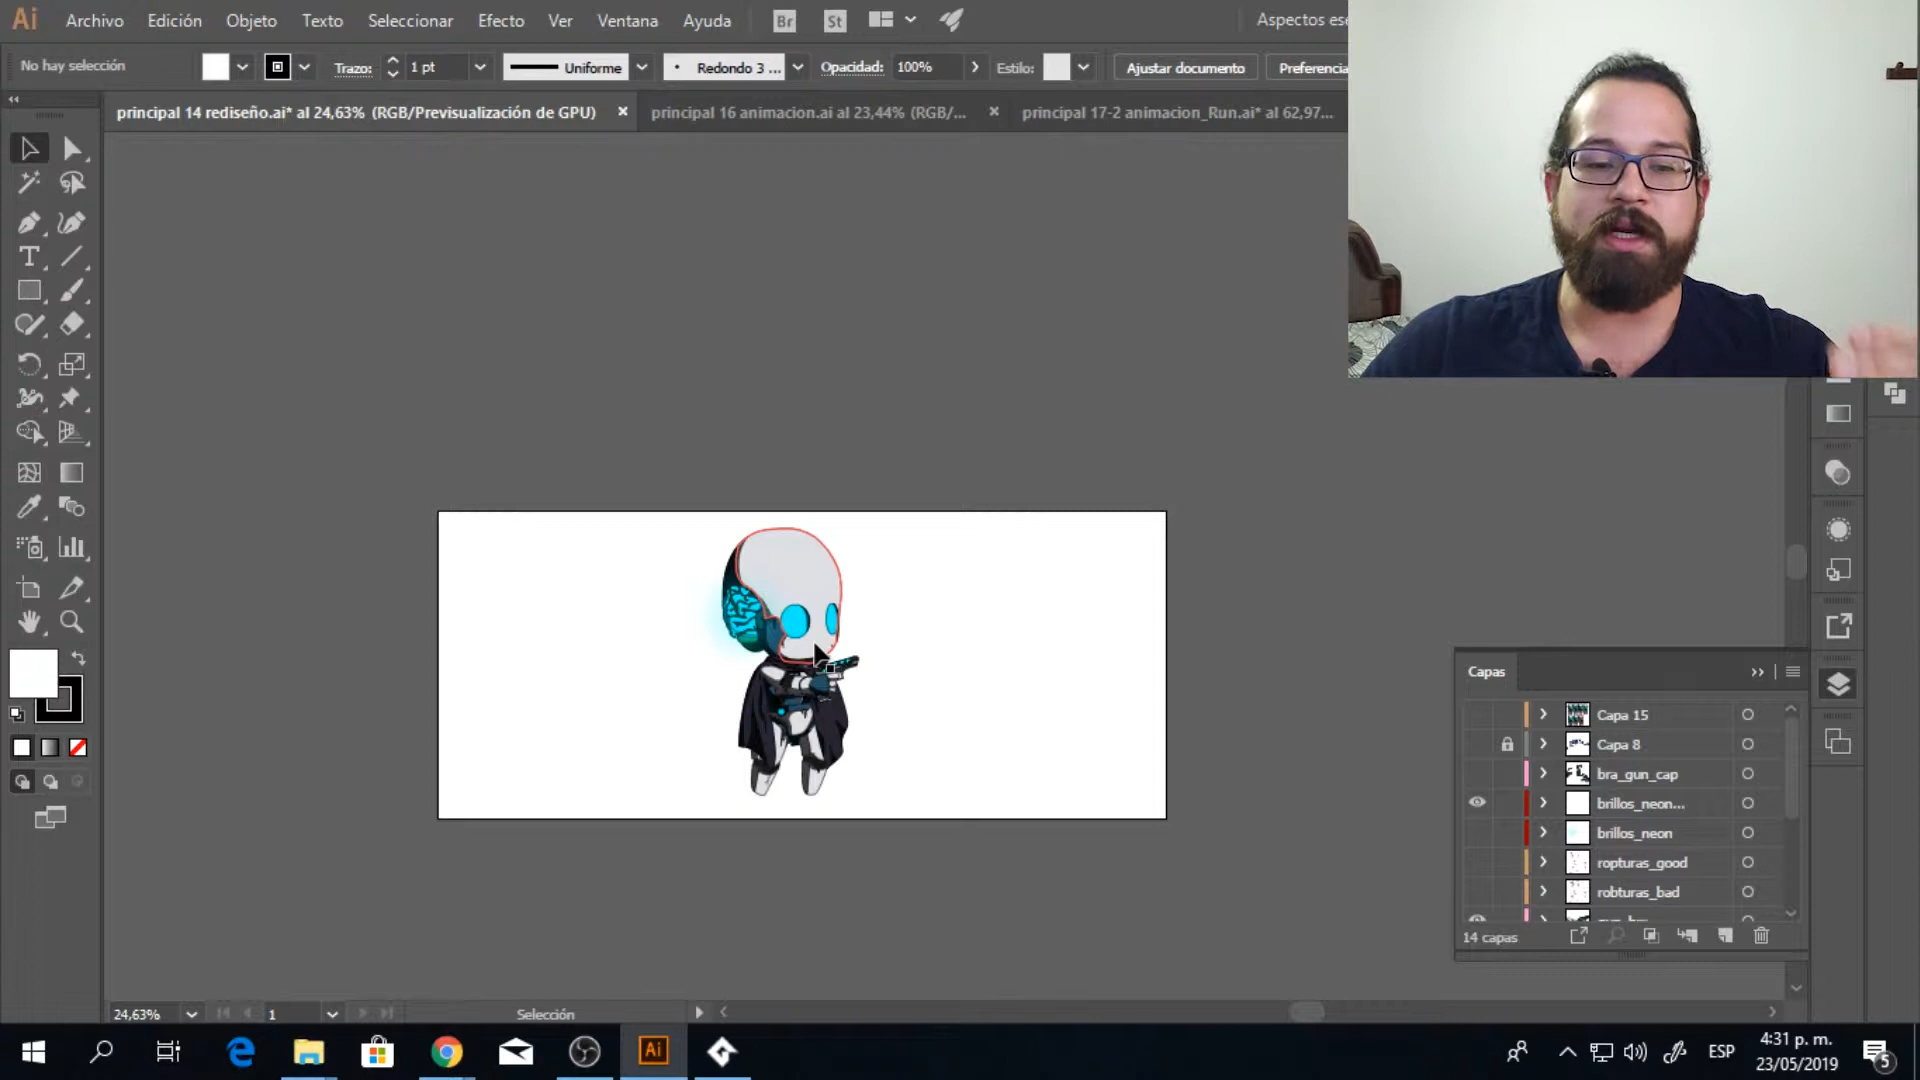 Ai Archivo Edición Objeto Texto Seleccionar Efecto Ver Ventana Ayuda Br St Aspectos ese
No hay selección Trazo: 1 pt Uniforme Redondo 3 ... Opacidad: 100% Estilo: Ajustar documento Preferencia
principal 14 rediseño.ai* al 24,63% (RGB/Previsualización de GPU) principal 16 animacion.ai al 23,44% (RGB/... principal 17-2 animacion_Run.ai* al 62,97...
Capas
Capa 15
Capa 8
bra_gun_cap
brillos_neon...
brillos_neon
ropturas_good
robturas_bad
14 capas
24,63% 1 Selección
Ai ESP 4:31 p. m.
23/05/2019 5